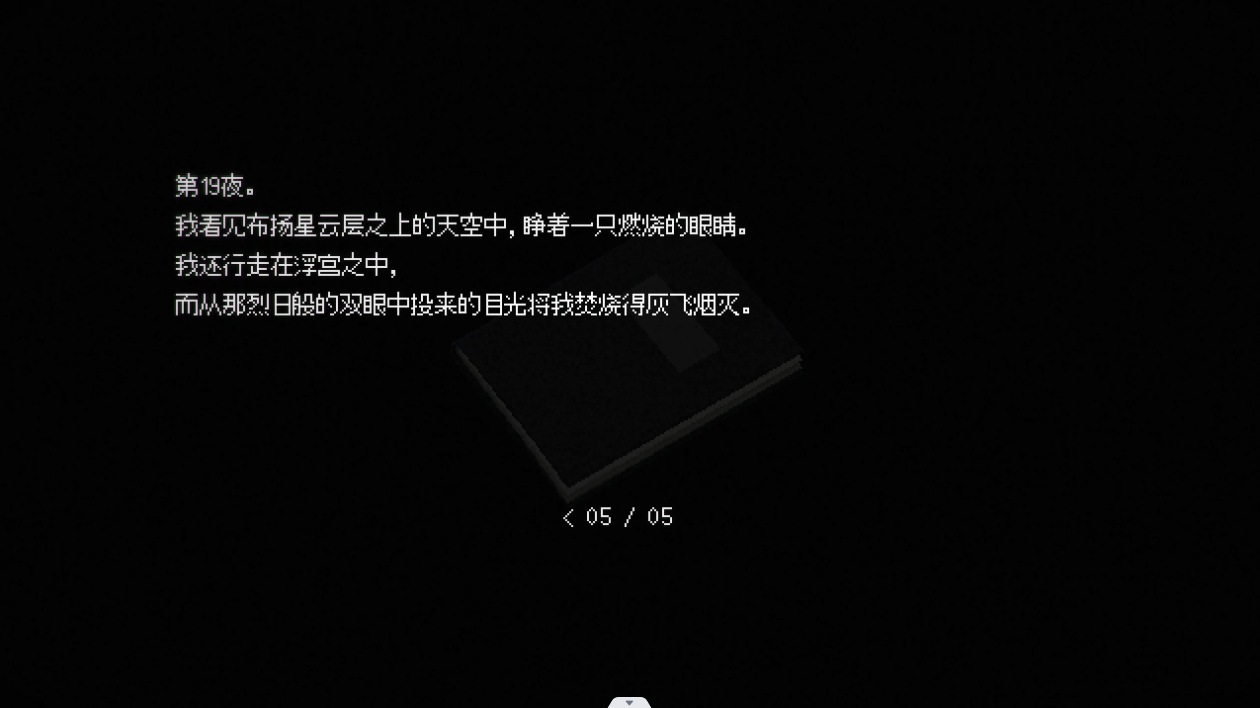 第19夜。
我看见布扬星云层之上的天空中，睁着一只燃烧的眼睛。
我还行走在浮宫之中，
而从那烈日般的双眼中投来的目光将我焚烧得灰飞烟灭。
< 05 / 05